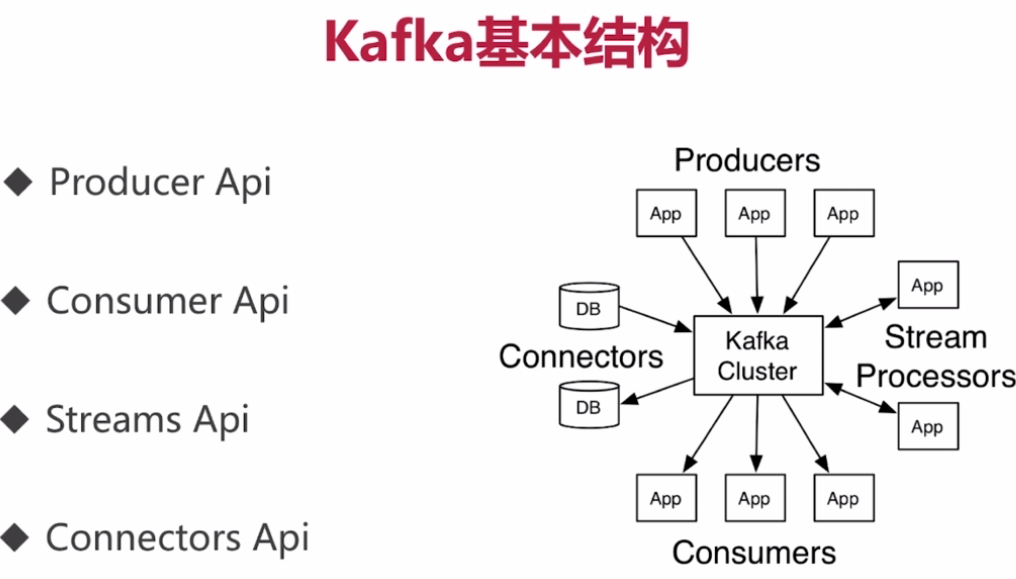 Kafka基本结构
◆ Producer Api
◆ Consumer Api
◆ Streams Api
◆ Connectors Api
Producers
App App App
DB
App
Kafka
Cluster
Stream
Processors
Connectors
DB
App
App App App
Consumers